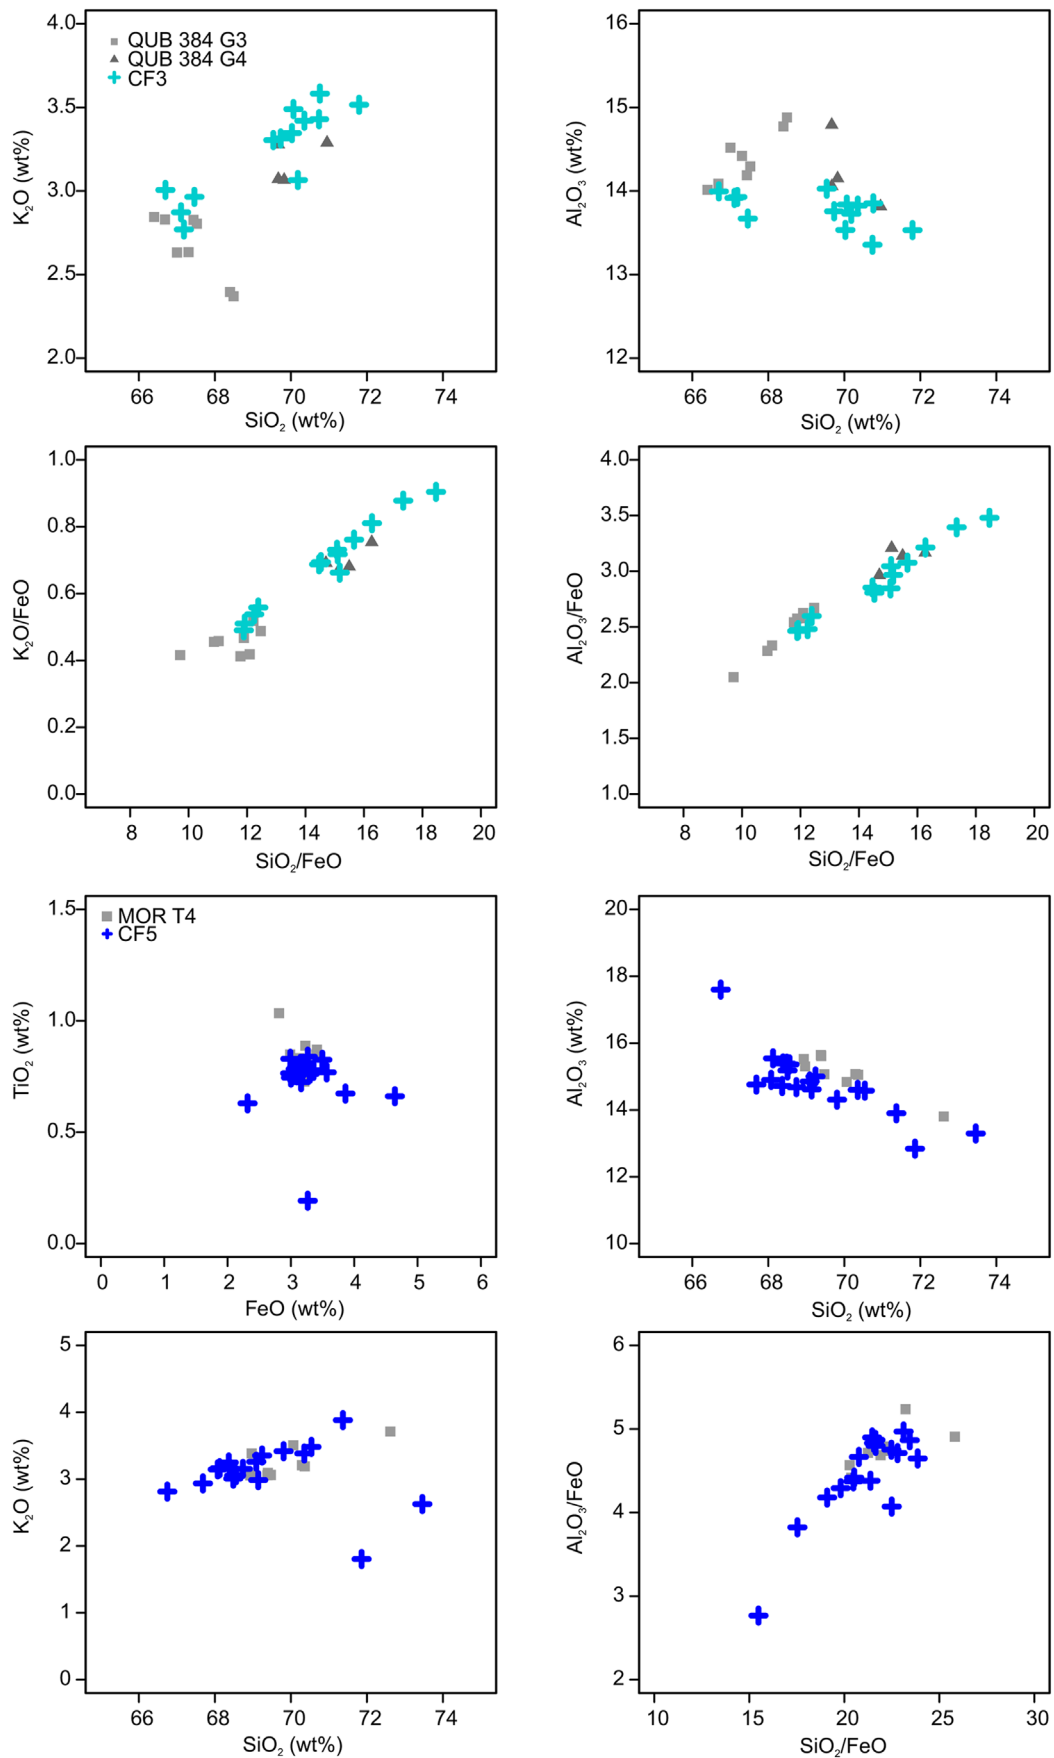 4.0
3.5
3.0
2.5
2.0
K₂O (wt%)
QUB 384 G3
QUB 384 G4
CF3
66 68 70 72 74
SiO₂ (wt%)
16
15
14
13
12
Al₂O₃ (wt%)
66 68 70 72 74
SiO₂ (wt%)
1.0
0.8
0.6
0.4
0.2
0.0
K₂O/FeO
8 10 12 14 16 18 20
SiO₂/FeO
4.0
3.5
3.0
2.5
2.0
1.5
1.0
Al₂O₃/FeO
8 10 12 14 16 18 20
SiO₂/FeO
1.5
1.0
0.5
0.0
TiO₂ (wt%)
MOR T4
CF5
0 1 2 3 4 5 6
FeO (wt%)
20
18
16
14
12
10
Al₂O₃ (wt%)
66 68 70 72 74
SiO₂ (wt%)
5
4
3
2
1
0
K₂O (wt%)
66 68 70 72 74
SiO₂ (wt%)
6
5
4
3
2
Al₂O₃/FeO
10 15 20 25 30
SiO₂/FeO